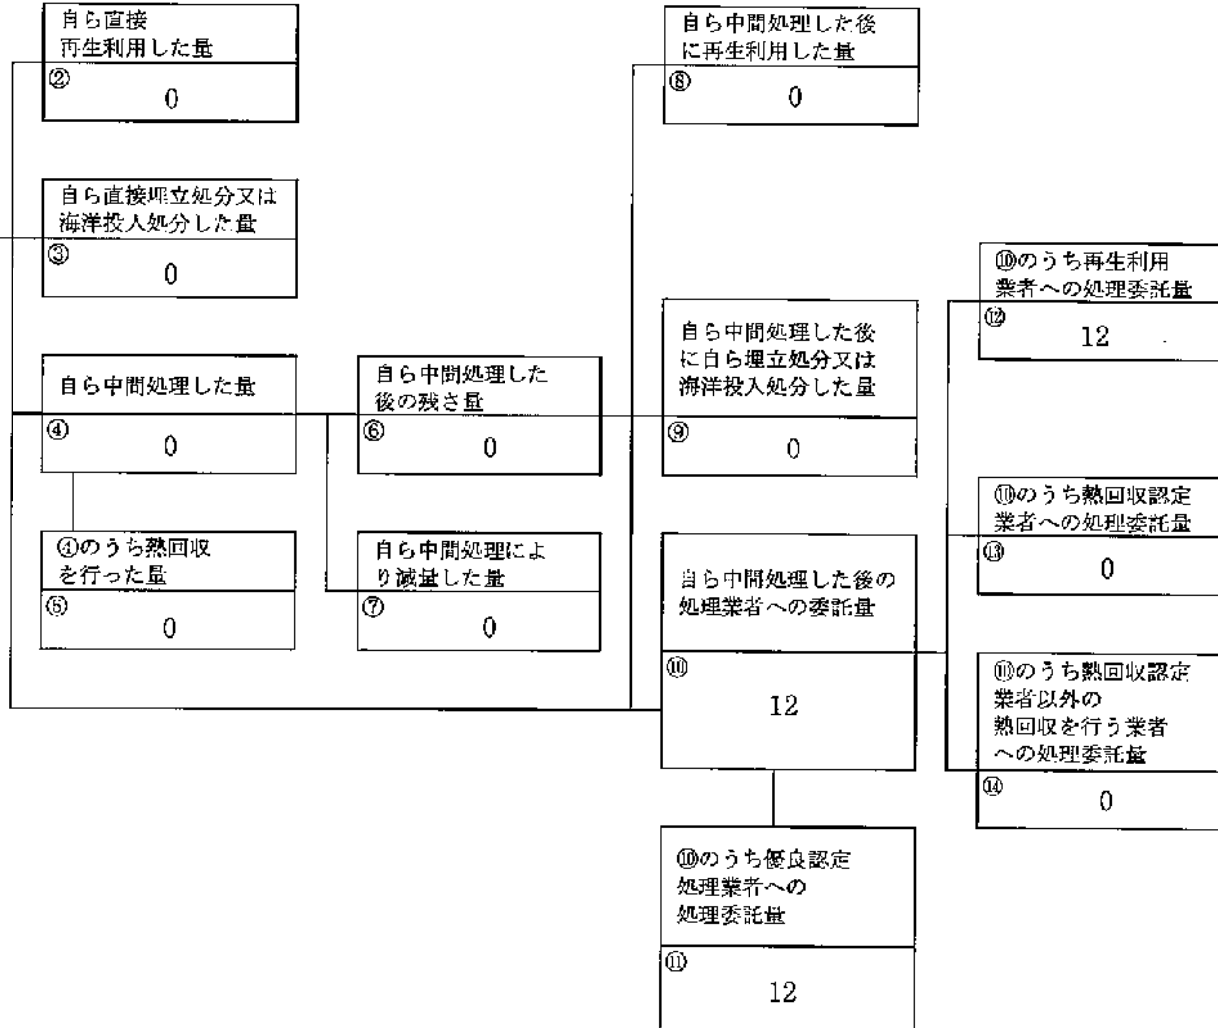 自ら直接
再生利用した量
②
0
自ら中間処理した後
に再生利用した量
⑧
0
自ら直接埋立処分又は
海洋投入処分した量
③
0
⑩のうち再生利用
業者への処理委託量
⑫
12
自ら中間処理した量
④
0
自ら中間処理した
後の残さ量
⑥
0
自ら中間処理した後
に自ら埋立処分又は
海洋投入処分した量
⑨
0
⑩のうち熱回収認定
業者への処理委託量
⑬
0
④のうち熱回収
を行った量
⑤
0
自ら中間処理によ
り減量した量
⑦
0
自ら中間処理した後の
処理業者への委託量
⑩
12
⑩のうち熱回収認定
業者以外の
熱回収を行う業者
への処理委託量
⑭
0
⑩のうち優良認定
処理業者への
処理委託量
⑪
12